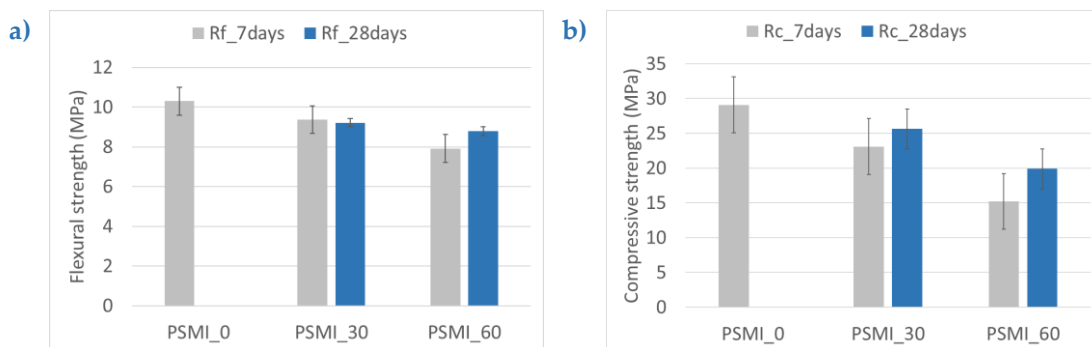 a)
Rf_7days Rf_28days
Flexural strength (MPa)
12
10
8
6
4
2
0
PSMI_0 PSMI_30 PSMI_60
b)
Rc_7days Rc_28days
Compressive strength (MPa)
35
30
25
20
15
10
5
0
PSMI_0 PSMI_30 PSMI_60